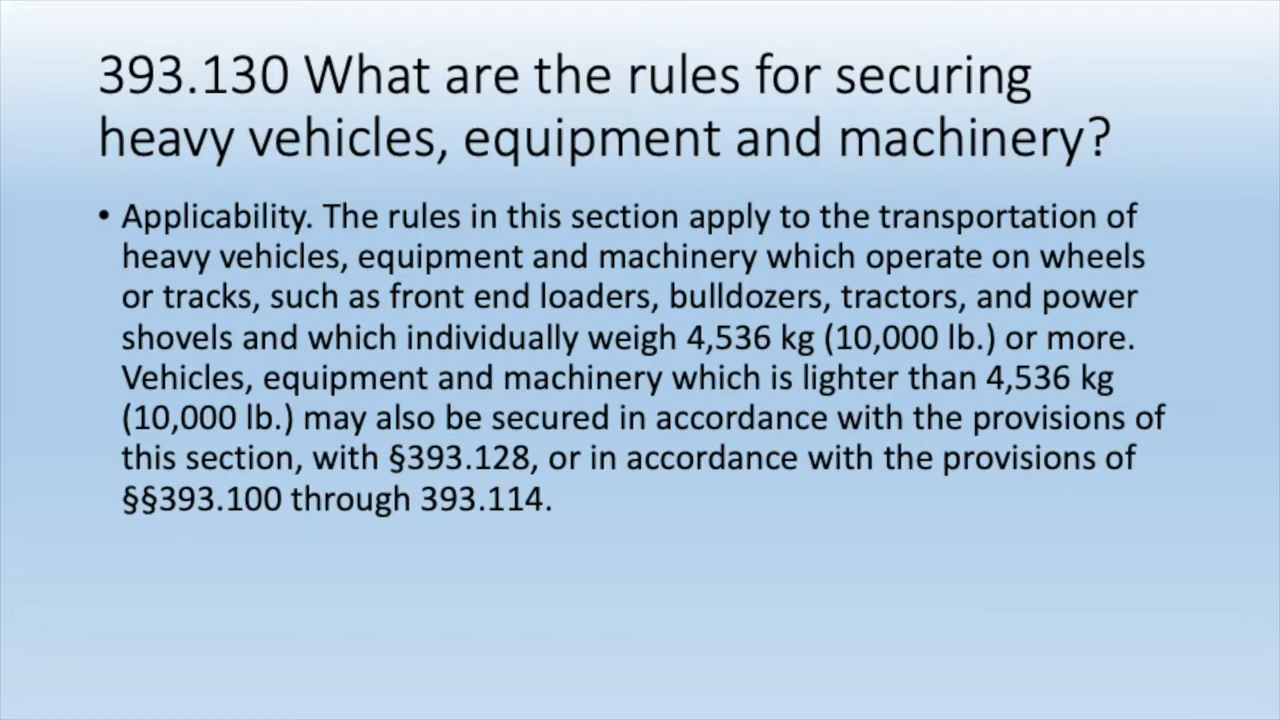 393.130 What are the rules for securing
heavy vehicles, equipment and machinery?
• Applicability. The rules in this section apply to the transportation of
heavy vehicles, equipment and machinery which operate on wheels
or tracks, such as front end loaders, bulldozers, tractors, and power
shovels and which individually weigh 4,536 kg (10,000 lb.) or more.
Vehicles, equipment and machinery which is lighter than 4,536 kg
(10,000 lb.) may also be secured in accordance with the provisions of
this section, with §393.128, or in accordance with the provisions of
§§393.100 through 393.114.